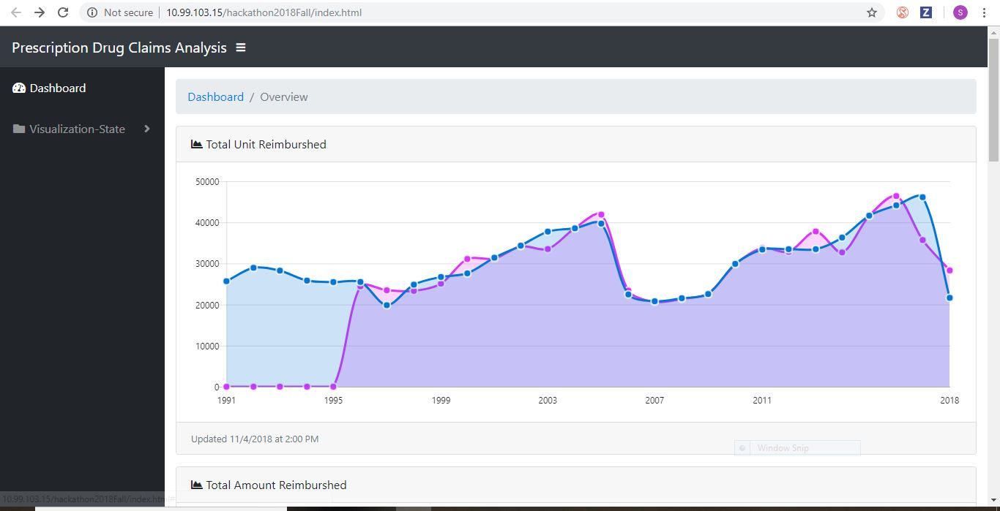 Not secure | 10.99.103.15/hackathon2018Fall/index.html
Z
S
Prescription Drug Claims Analysis
Dashboard
Visualization-State
Dashboard / Overview
Total Unit Reimburshed
50000
40000
30000
20000
10000
0
1991 1995 1999 2003 2007 2011 2018
Updated 11/4/2018 at 2:00 PM
Window Snip
Total Amount Reimburshed
10.99.103.15/hackathon2018Fall/index.html#